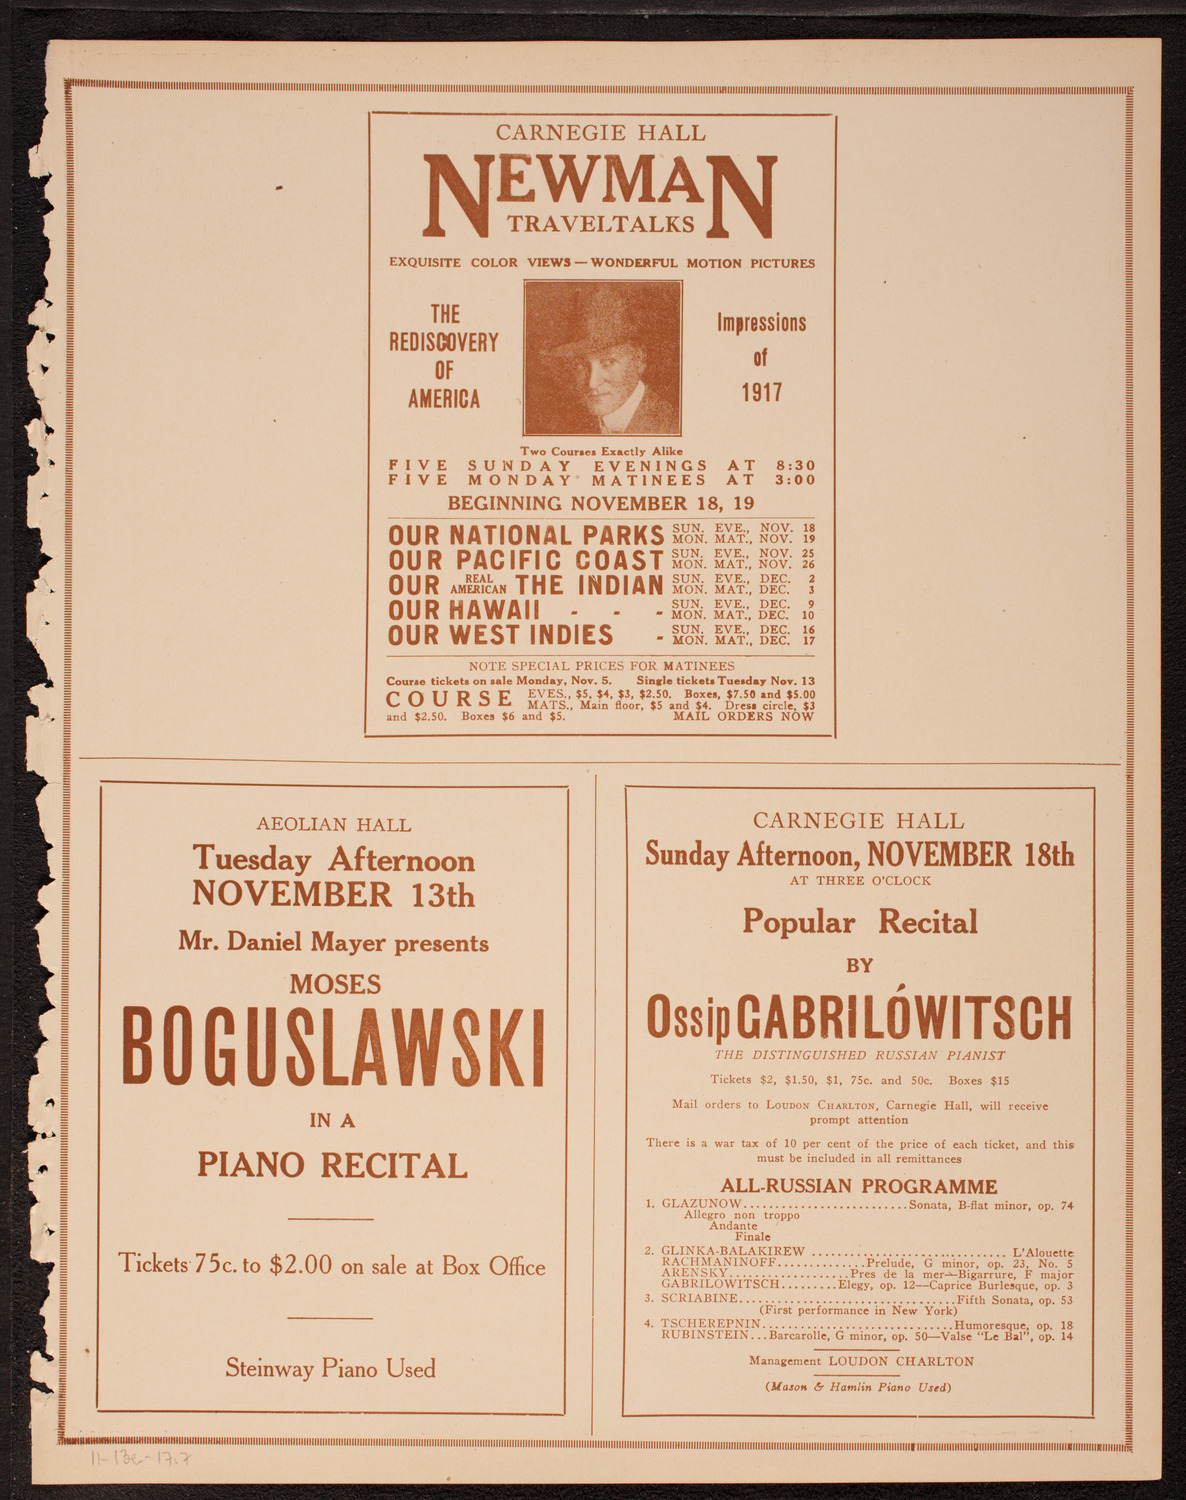 CARNEGIE HALL
NEWMAN
TRAVELTALKS
EXQUISITE COLOR VIEWS — WONDERFUL MOTION PICTURES
THE
REDISCOVERY
OF
AMERICA
Impressions
of
1917
Two Courses Exactly Alike
FIVE SUNDAY EVENINGS AT 8:30
FIVE MONDAY MATINEES AT 3:00
BEGINNING NOVEMBER 18, 19
OUR NATIONAL PARKS SUN. EVE., NOV. 18
MON. MAT., NOV. 19
OUR PACIFIC COAST SUN. EVE., NOV. 25
MON. MAT., NOV. 26
OUR REAL AMERICAN THE INDIAN SUN. EVE., DEC. 2
MON. MAT., DEC. 3
OUR HAWAII - - - SUN. EVE., DEC. 9
MON. MAT., DEC. 10
OUR WEST INDIES - SUN. EVE., DEC. 16
MON. MAT., DEC. 17
NOTE SPECIAL PRICES FOR MATINEES
Course tickets on sale Monday, Nov. 5. Single tickets Tuesday Nov. 13
COURSE EVES., $5, $4, $3, $2.50. Boxes, $7.50 and $5.00
MATS., Main floor, $5 and $4. Dress circle, $3
and $2.50. Boxes $6 and $5. MAIL ORDERS NOW
AEOLIAN HALL
Tuesday Afternoon
NOVEMBER 13th
Mr. Daniel Mayer presents
MOSES
BOGUSLAWSKI
IN A
PIANO RECITAL
Tickets 75c. to $2.00 on sale at Box Office
Steinway Piano Used
CARNEGIE HALL
Sunday Afternoon, NOVEMBER 18th
AT THREE O'CLOCK
Popular Recital
BY
Ossip GABRILÓWITSCH
THE DISTINGUISHED RUSSIAN PIANIST
Tickets $2, $1.50, $1, 75c. and 50c. Boxes $15
Mail orders to LOUDON CHARLTON, Carnegie Hall, will receive
prompt attention
There is a war tax of 10 per cent of the price of each ticket, and this
must be included in all remittances
ALL-RUSSIAN PROGRAMME
1. GLAZUNOW..........................Sonata, B-flat minor, op. 74
Allegro non troppo
Andante
Finale
2. GLINKA-BALAKIREW ............................... L'Alouette
RACHMANINOFF..............Prelude, G minor, op. 23, No. 5
ARENSKY...................Pres de la mer—Bigarrure, F major
GABRILOWITSCH.........Elegy, op. 12—Caprice Burlesque, op. 3
3. SCRIABINE..................................Fifth Sonata, op. 53
(First performance in New York)
4. TSCHEREPNIN..............................Humoresque, op. 18
RUBINSTEIN...Barcarolle, G minor, op. 50—Valse "Le Bal", op. 14
Management LOUDON CHARLTON
(Mason & Hamlin Piano Used)
11-13e-17.7